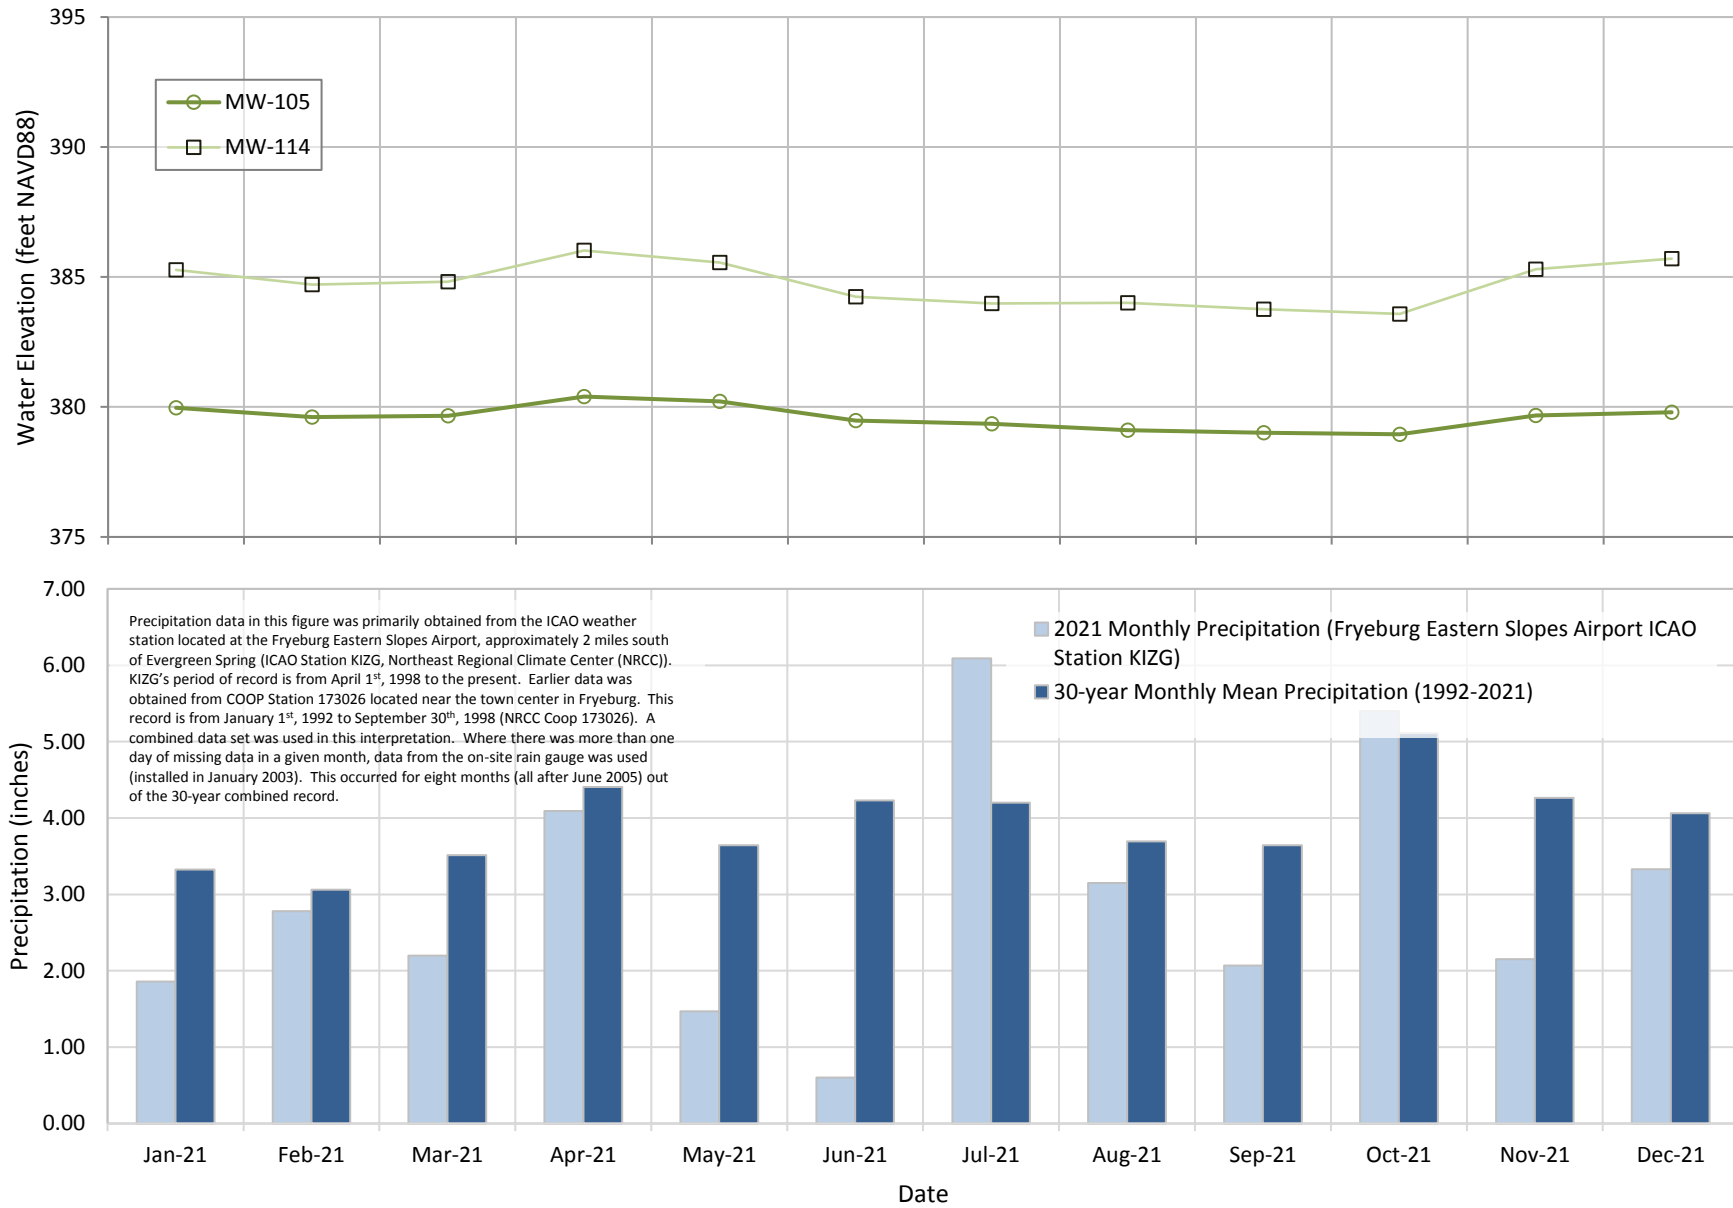 395
390
385
380
375
Water Elevation (feet NAVD88)
MW-105
MW-114
7.00
6.00
5.00
4.00
3.00
2.00
1.00
0.00
Precipitation (inches)
Precipitation data in this figure was primarily obtained from the ICAO weather
station located at the Fryeburg Eastern Slopes Airport, approximately 2 miles south
of Evergreen Spring (ICAO Station KIZG, Northeast Regional Climate Center (NRCC)).
KIZG's period of record is from April 1st, 1998 to the present. Earlier data was
obtained from COOP Station 173026 located near the town center in Fryeburg. This
record is from January 1st, 1992 to September 30th, 1998 (NRCC Coop 173026). A
combined data set was used in this interpretation. Where there was more than one
day of missing data in a given month, data from the on-site rain gauge was used
(installed in January 2003). This occurred for eight months (all after June 2005) out
of the 30-year combined record.
2021 Monthly Precipitation (Fryeburg Eastern Slopes Airport ICAO
Station KIZG)
30-year Monthly Mean Precipitation (1992-2021)
Jan-21 Feb-21 Mar-21 Apr-21 May-21 Jun-21 Jul-21 Aug-21 Sep-21 Oct-21 Nov-21 Dec-21
Date